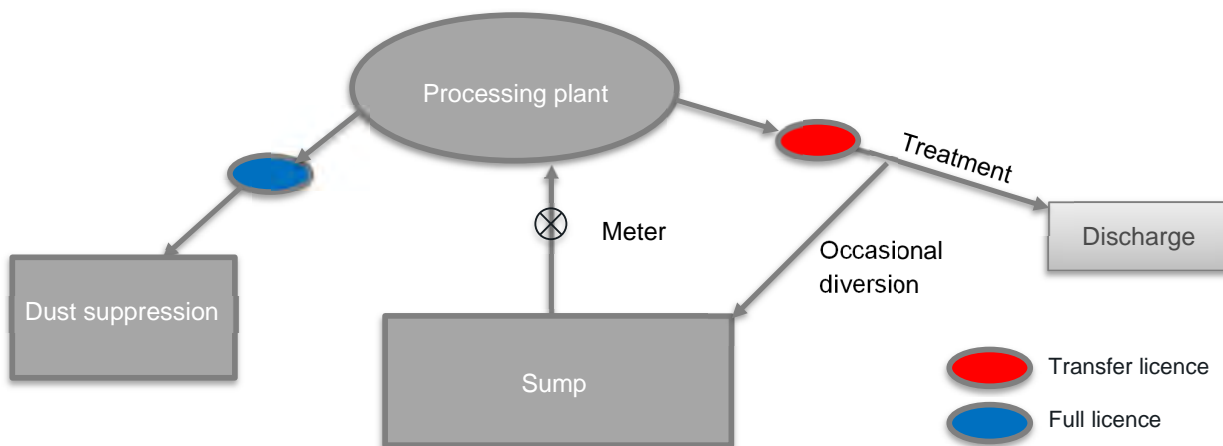 Processing plant
Treatment
Meter
Discharge
Occasional
diversion
Dust suppression
Sump
Transfer licence
Full licence